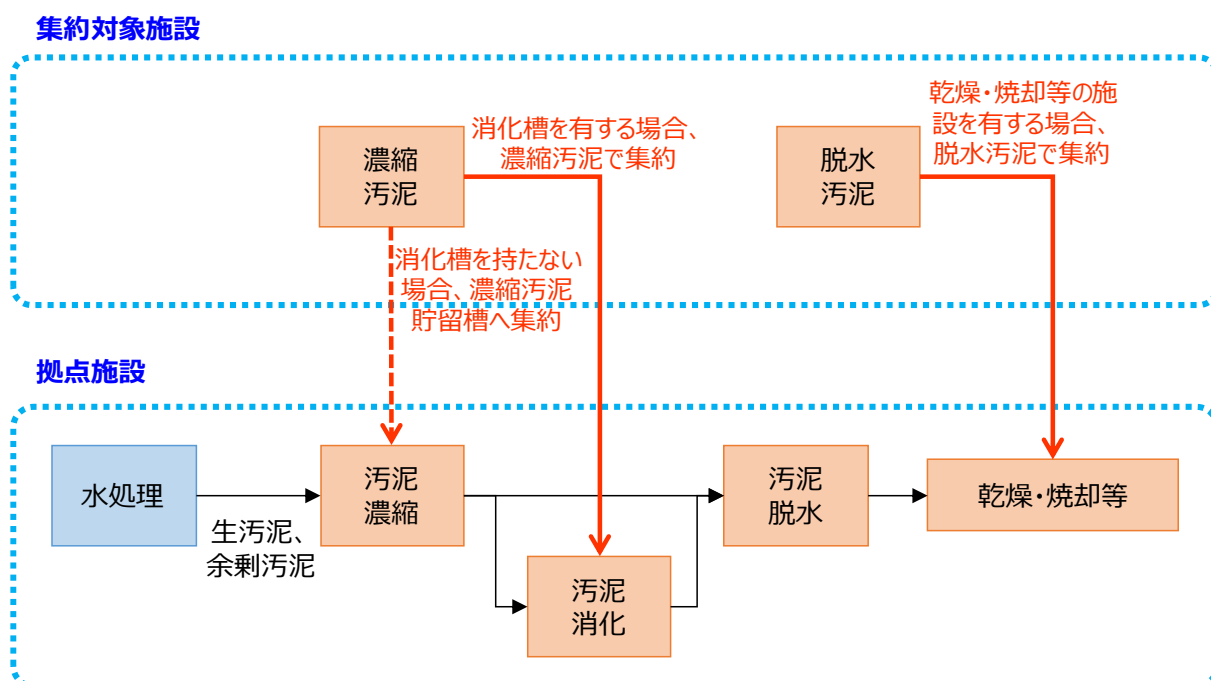 集約対象施設
濃縮
汚泥
消化槽を有する場合、
濃縮汚泥で集約
脱水
汚泥
乾燥・焼却等の施
設を有する場合、
脱水汚泥で集約
消化槽を持たない
場合、濃縮汚泥
貯留槽へ集約
拠点施設
水処理
生汚泥、
余剰汚泥
汚泥
濃縮
汚泥
消化
汚泥
脱水
乾燥・焼却等